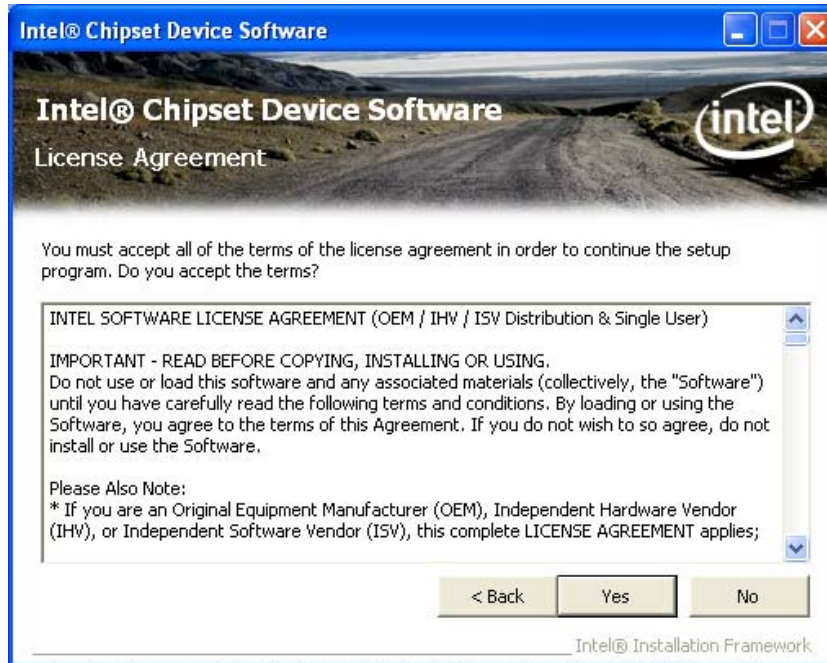 Intel® Chipset Device Software
Intel® Chipset Device Software
intel
License Agreement
You must accept all of the terms of the license agreement in order to continue the setup
program. Do you accept the terms?
INTEL SOFTWARE LICENSE AGREEMENT (OEM / IHV / ISV Distribution & Single User)
IMPORTANT - READ BEFORE COPYING, INSTALLING OR USING.
Do not use or load this software and any associated materials (collectively, the "Software")
until you have carefully read the following terms and conditions. By loading or using the
Software, you agree to the terms of this Agreement. If you do not wish to so agree, do not
install or use the Software.
Please Also Note:
* If you are an Original Equipment Manufacturer (OEM), Independent Hardware Vendor
(IHV), or Independent Software Vendor (ISV), this complete LICENSE AGREEMENT applies;
< Back Yes No
Intel® Installation Framework